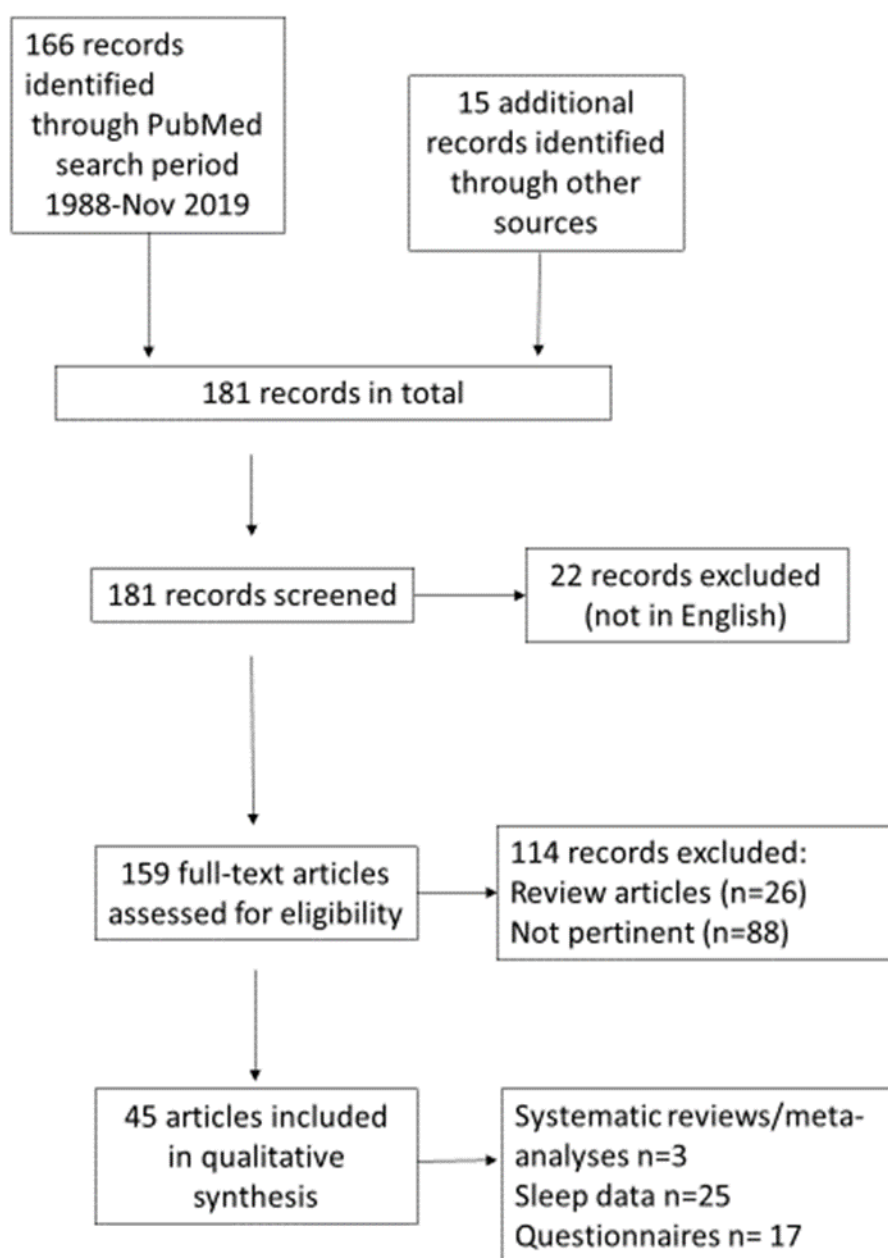 166 records
identified
through PubMed
search period
1988-Nov 2019
15 additional
records identified
through other
sources
181 records in total
181 records screened
22 records excluded
(not in English)
159 full-text articles
assessed for eligibility
114 records excluded:
Review articles (n=26)
Not pertinent (n=88)
45 articles included
in qualitative
synthesis
Systematic reviews/meta-
analyses n=3
Sleep data n=25
Questionnaires n= 17